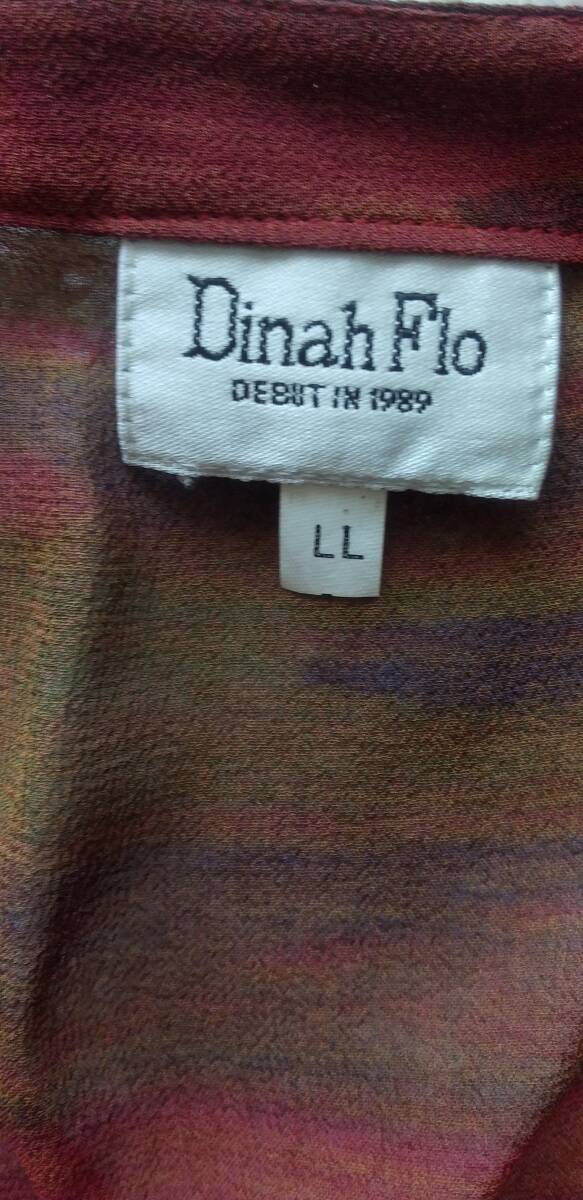 Dinah Flo
DEBUT IN 1989
LL